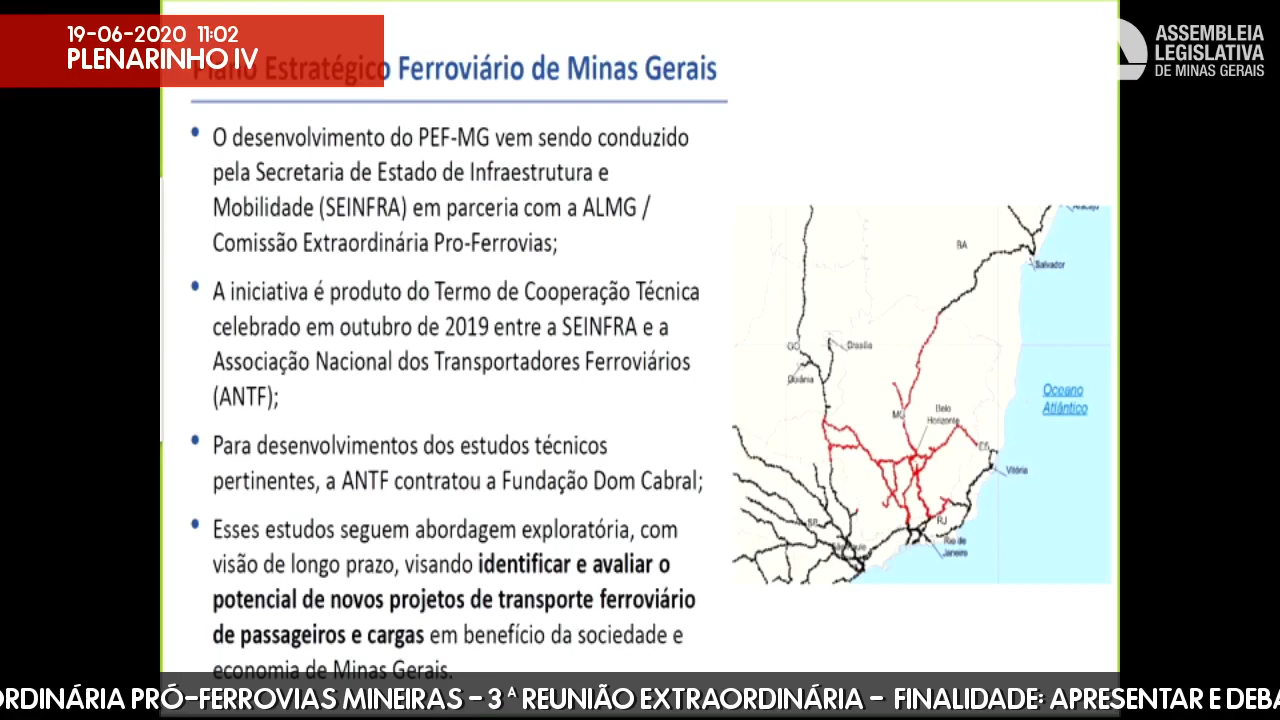 19-06-2020 11:02
PLENARINHO IV
ASSEMBLEIA
LEGISLATIVA
DE MINAS GERAIS
Plano Estratégico Ferroviário de Minas Gerais
• O desenvolvimento do PEF-MG vem sendo conduzido
pela Secretaria de Estado de Infraestrutura e
Mobilidade (SEINFRA) em parceria com a ALMG /
Comissão Extraordinária Pro-Ferrovias;
• A iniciativa é produto do Termo de Cooperação Técnica
celebrado em outubro de 2019 entre a SEINFRA e a
Associação Nacional dos Transportadores Ferroviários
(ANTF);
• Para desenvolvimentos dos estudos técnicos
pertinentes, a ANTF contratou a Fundação Dom Cabral;
• Esses estudos seguem abordagem exploratória, com
visão de longo prazo, visando identificar e avaliar o
potencial de novos projetos de transporte ferroviário
de passageiros e cargas em benefício da sociedade e
economia de Minas Gerais.
Aracaju
BA
Salvador
GO
Brasília
Goiânia
Oceano
Atlântico
MG
Belo
Horizonte
ES
Vitória
SP
São Paulo
RJ
Rio de
Janeiro
ORDINÁRIA PRÓ-FERROVIAS MINEIRAS - 3ª REUNIÃO EXTRAORDINÁRIA - FINALIDADE: APRESENTAR E DEBA